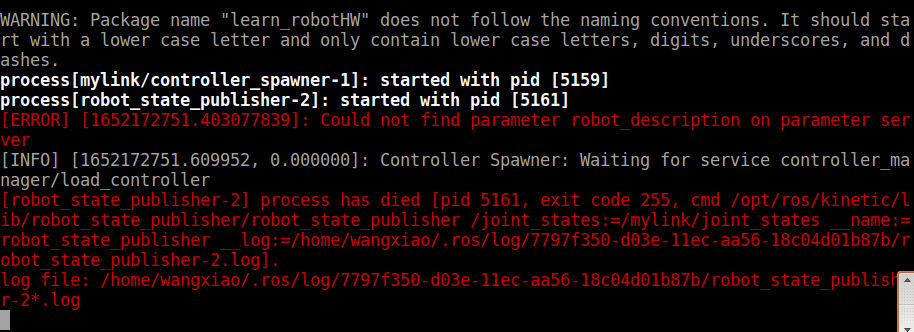 WARNING: Package name "learn_robotHW" does not follow the naming conventions. It should sta
rt with a lower case letter and only contain lower case letters, digits, underscores, and d
ashes.
process[mylink/controller_spawner-1]: started with pid [5159]
process[robot_state_publisher-2]: started with pid [5161]
[ERROR] [1652172751.403077839]: Could not find parameter robot_description on parameter ser
ver
[INFO] [1652172751.609952, 0.000000]: Controller Spawner: Waiting for service controller_ma
nager/load_controller
[robot_state_publisher-2] process has died [pid 5161, exit code 255, cmd /opt/ros/kinetic/l
ib/robot_state_publisher/robot_state_publisher /joint_states:=/mylink/joint_states __name:=
robot_state_publisher __log:=/home/wangxiao/.ros/log/7797f350-d03e-11ec-aa56-18c04d01b87b/r
obot_state_publisher-2.log].
log file: /home/wangxiao/.ros/log/7797f350-d03e-11ec-aa56-18c04d01b87b/robot_state_publishe
r-2*.log